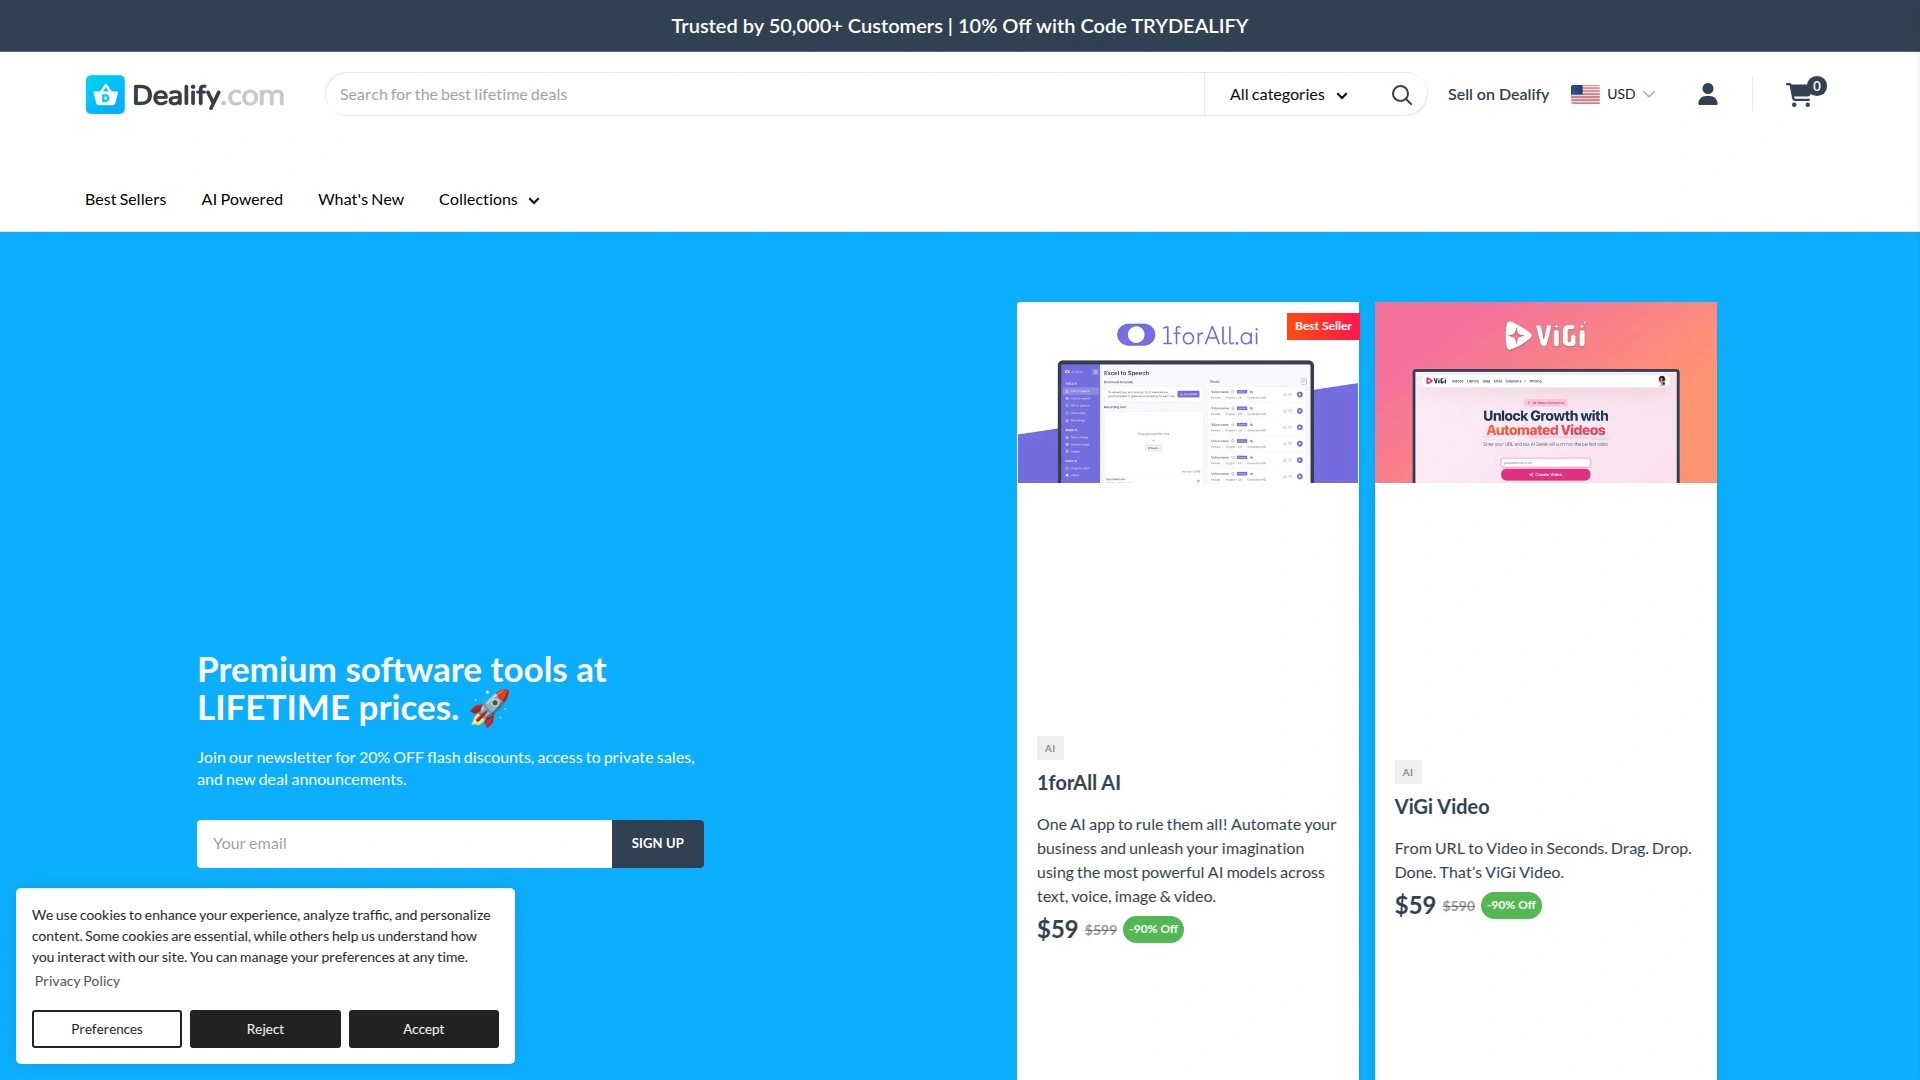 Trusted by 50,000+ Customers | 10% Off with Code TRYDEALIFY
Dealify.com
Search for the best lifetime deals
All categories
Sell on Dealify
USD
0
Best Sellers
AI Powered
What's New
Collections
Premium software tools at
LIFETIME prices. 🚀
Join our newsletter for 20% OFF flash discounts, access to private sales,
and new deal announcements.
Your email
SIGN UP
1forAll.ai
Best Seller
Excel to Speech
AI
1forAll AI
One AI app to rule them all! Automate your
business and unleash your imagination
using the most powerful AI models across
text, voice, image & video.
$59 $599 -90% Off
ViGi
ViGi
Unlock Growth with
Automated Videos
Create Video
AI
ViGi Video
From URL to Video in Seconds. Drag. Drop.
Done. That’s ViGi Video.
$59 $590 -90% Off
We use cookies to enhance your experience, analyze traffic, and personalize
content. Some cookies are essential, while others help us understand how
you interact with our site. You can manage your preferences at any time.
Privacy Policy
Preferences
Reject
Accept